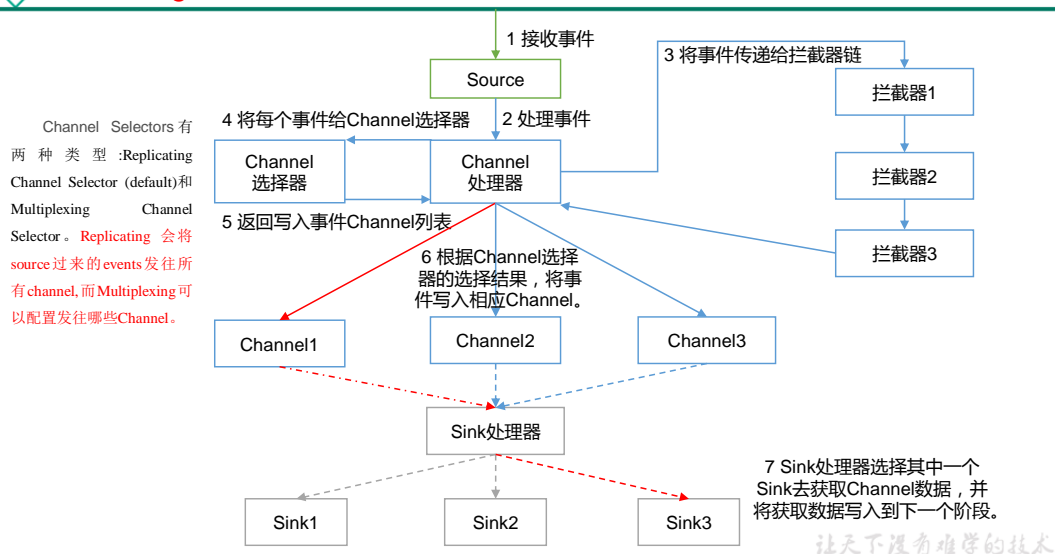 1 接收事件
Source
3 将事件传递给拦截器链
拦截器1
4 将每个事件给Channel选择器
2 处理事件
Channel Selectors有
两种类型:Replicating
Channel Selector (default)和
Multiplexing Channel
Selector。Replicating 会将
source过来的events发往所
有channel,而Multiplexing可
以配置发往哪些Channel。
Channel
选择器
Channel
处理器
拦截器2
5 返回写入事件Channel列表
拦截器3
6 根据Channel选择
器的选择结果，将事
件写入相应Channel。
Channel1
Channel2
Channel3
Sink处理器
7 Sink处理器选择其中一个
Sink去获取Channel数据，并
将获取数据写入到下一个阶段。
Sink1
Sink2
Sink3
让天下没有难学的技术